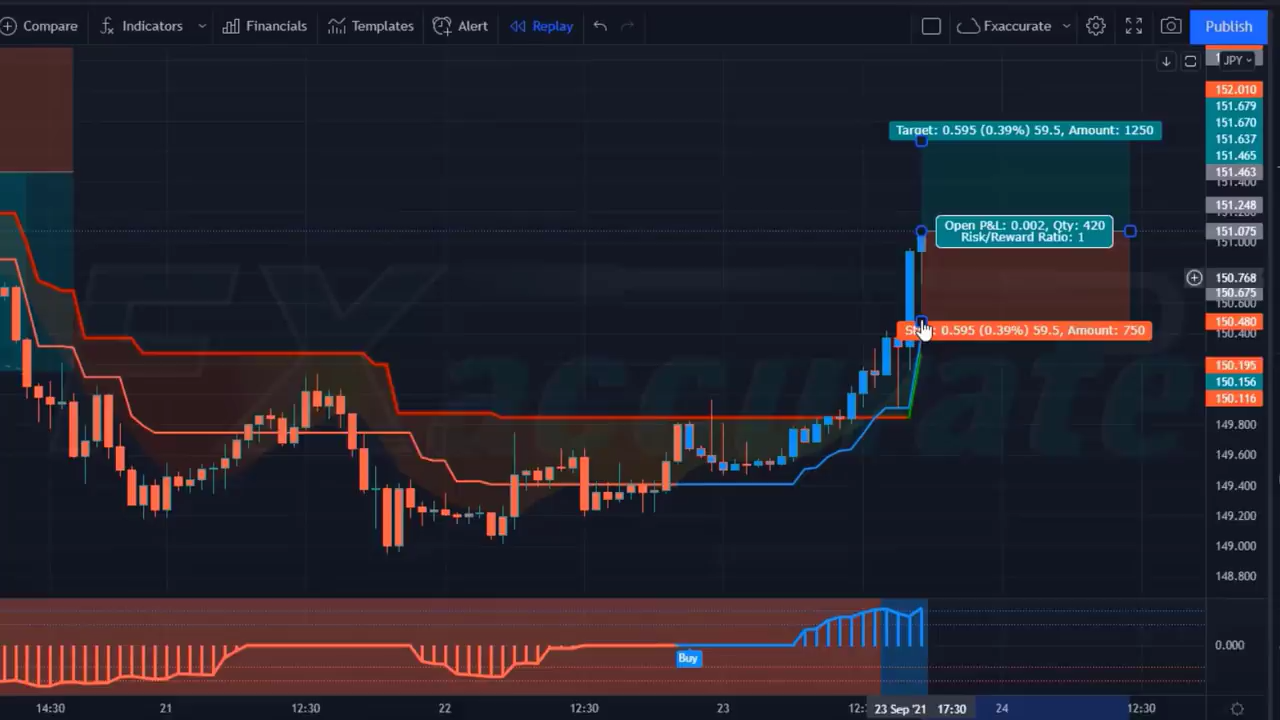 Compare
Indicators
Financials
Templates
Alert
Replay
Fxaccurate
Publish
JPY
152.010
151.679
151.670
151.637
151.465
151.463
151.400
151.248
151.075
151.000
150.768
150.675
150.600
150.480
150.400
150.195
150.156
150.116
149.800
149.600
149.400
149.200
149.000
148.800
Target: 0.595 (0.39%) 59.5, Amount: 1250
Open P&L: 0.002, Qty: 420
Risk/Reward Ratio: 1
0.595 (0.39%) 59.5, Amount: 750
FX
accurate
Buy
0.000
14:30
21
12:30
22
12:30
23
23 Sep '21 17:30
24
12:30